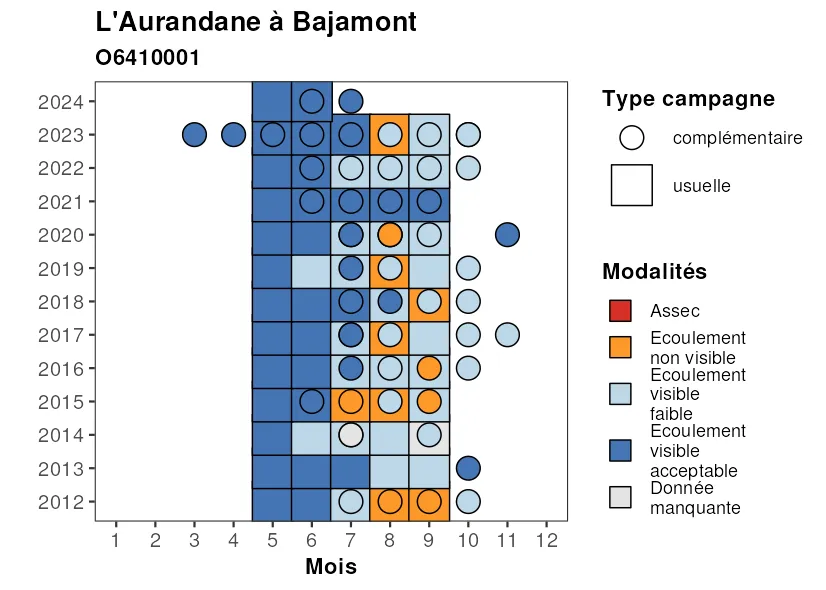 L'Aurandane à Bajamont
O6410001
2024
2023
2022
2021
2020
2019
2018
2017
2016
2015
2014
2013
2012
1 2 3 4 5 6 7 8 9 10 11 12
Mois
Type campagne
complémentaire
usuelle
Modalités
Assec
Ecoulement
non visible
Ecoulement
visible
faible
Ecoulement
visible
acceptable
Donnée
manquante